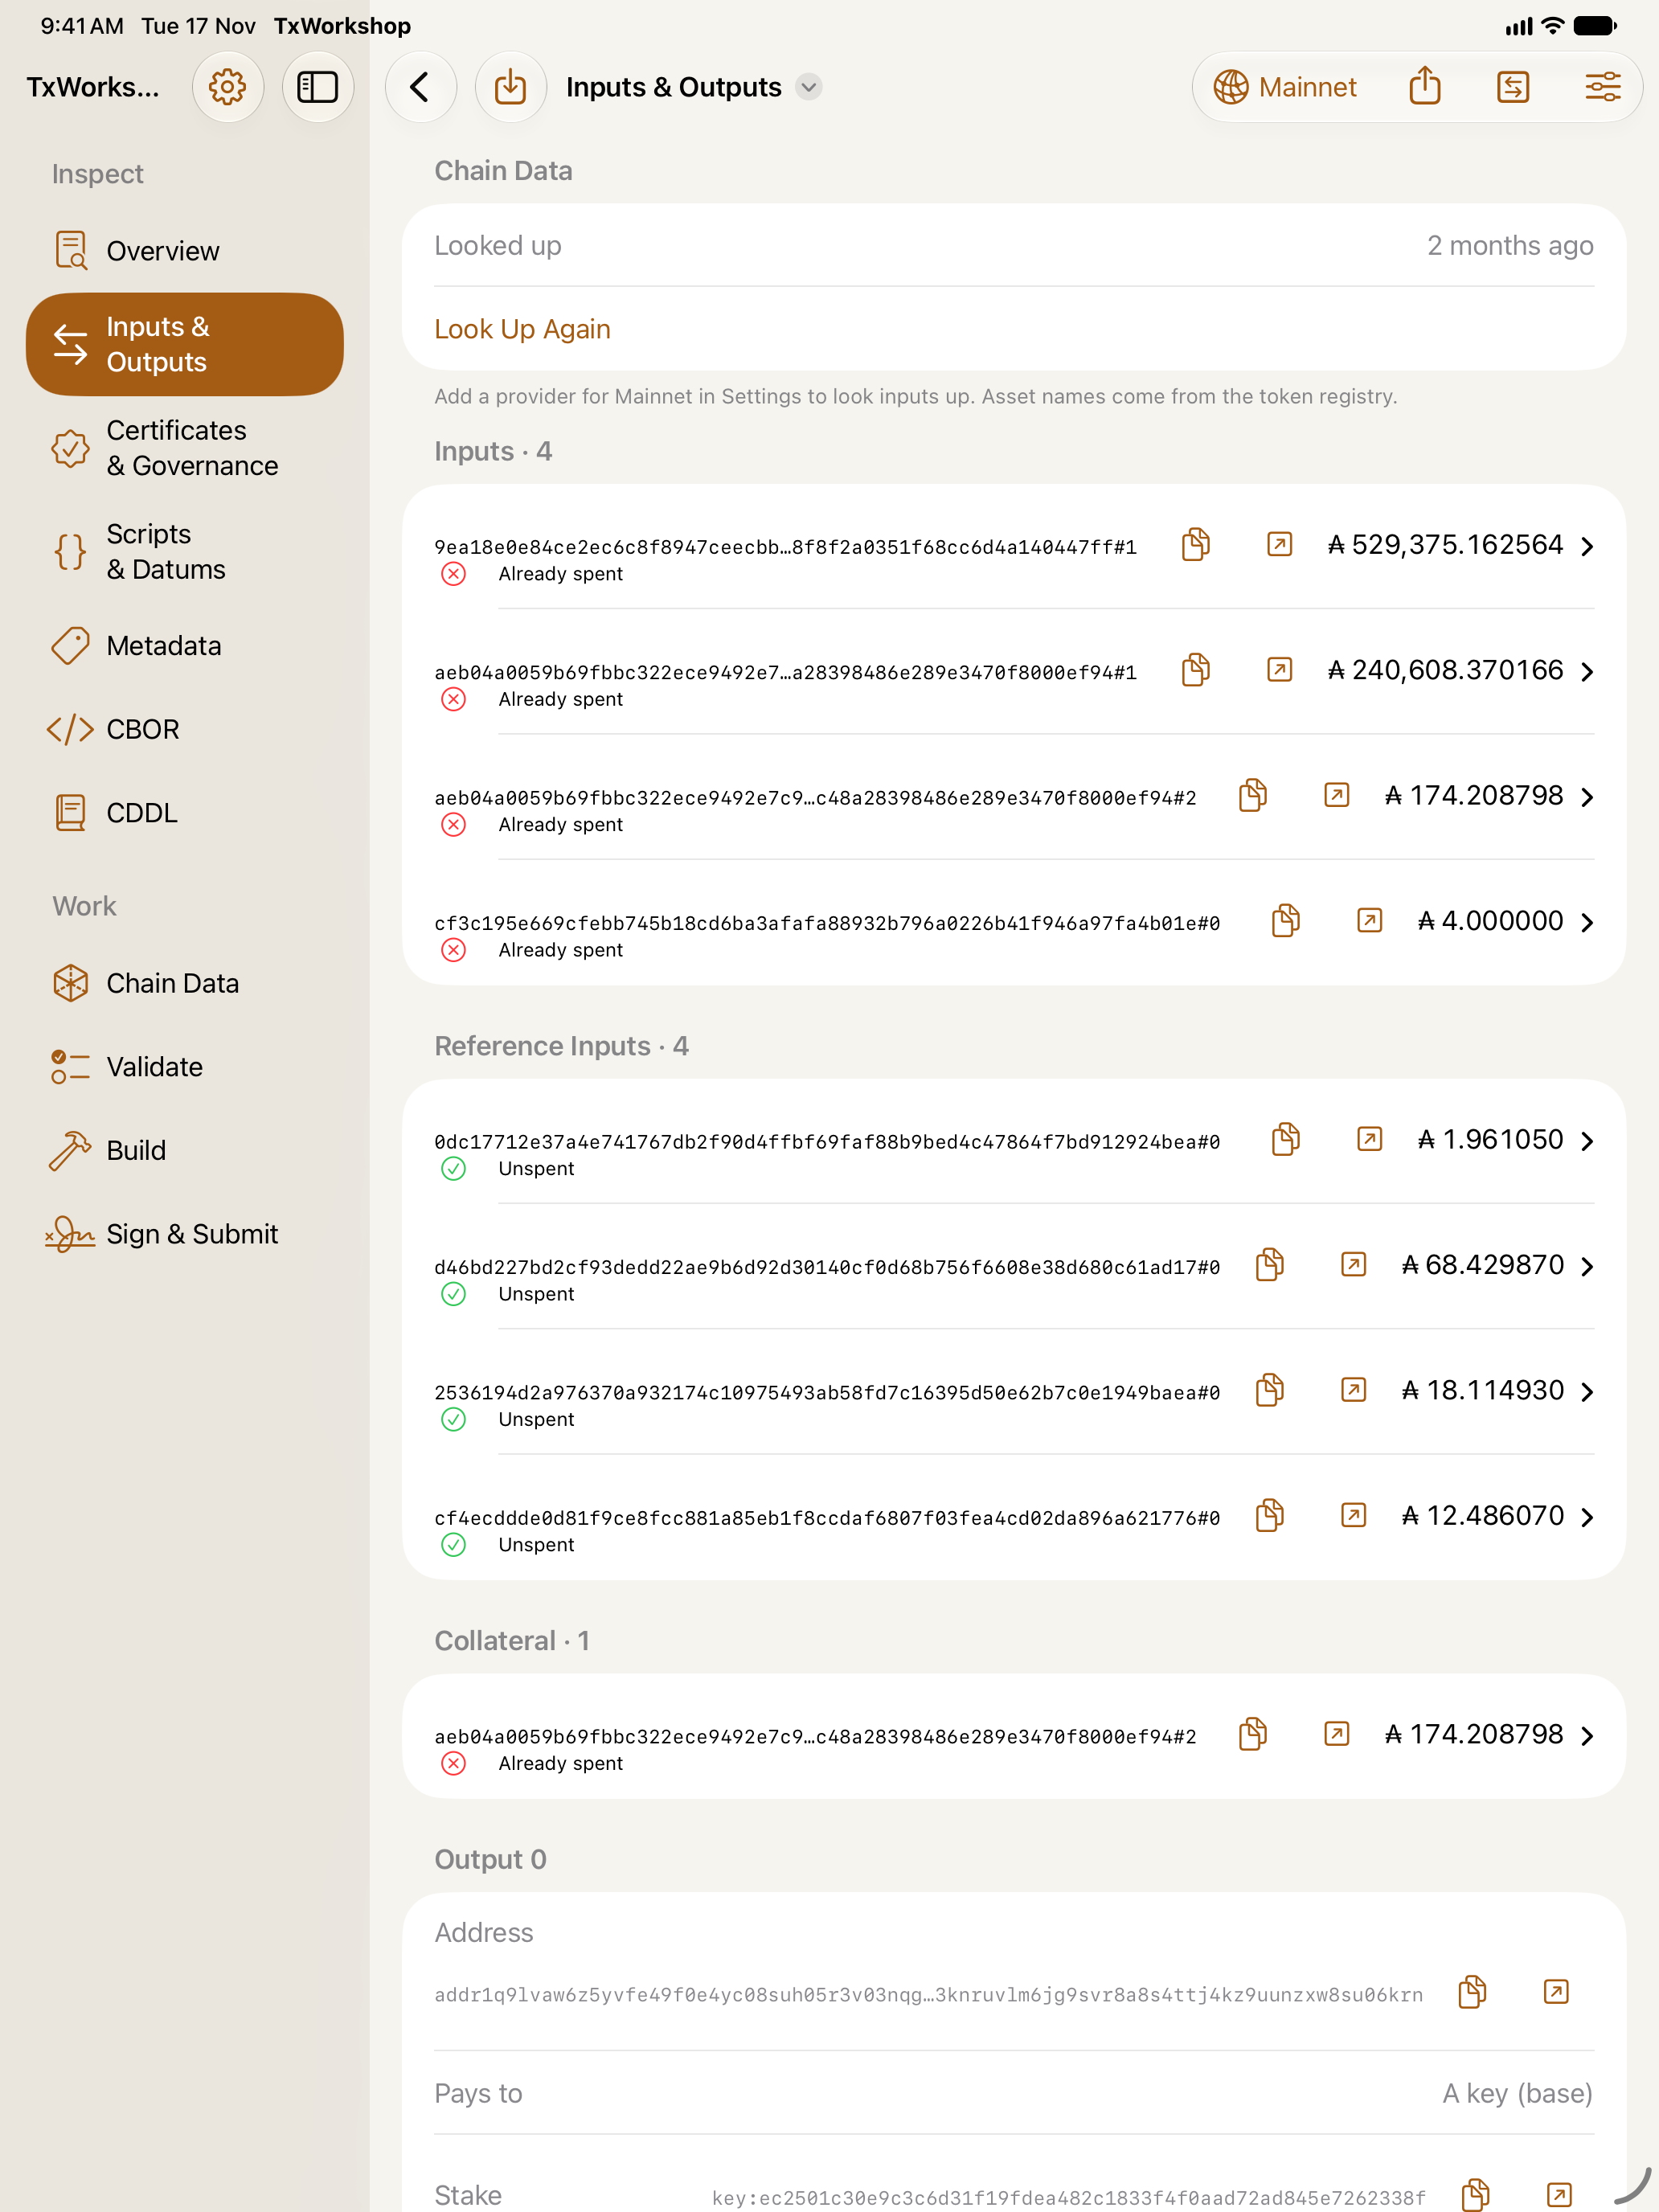 9:41 AM Tue 17 Nov TxWorkshop
TxWorks...
Inputs & Outputs
Mainnet
Inspect
Overview
Inputs &
Outputs
Certificates
& Governance
Scripts
& Datums
Metadata
CBOR
CDDL
Work
Chain Data
Validate
Build
Sign & Submit
Chain Data
Looked up 2 months ago
Look Up Again
Add a provider for Mainnet in Settings to look inputs up. Asset names come from the token registry.
Inputs · 4
9ea18e0e84ce2ec6c8f8947ceecbb…8f8f2a0351f68cc6d4a140447ff#1 ₳ 529,375.162564
Already spent
aeb04a0059b69fbbc322ece9492e7…a28398486e289e3470f8000ef94#1 ₳ 240,608.370166
Already spent
aeb04a0059b69fbbc322ece9492e7c9…c48a28398486e289e3470f8000ef94#2 ₳ 174.208798
Already spent
cf3c195e669cfebb745b18cd6ba3afafa88932b796a0226b41f946a97fa4b01e#0 ₳ 4.000000
Already spent
Reference Inputs · 4
0dc17712e37a4e741767db2f90d4ffbf69faf88b9bed4c47864f7bd912924bea#0 ₳ 1.961050
Unspent
d46bd227bd2cf93dedd22ae9b6d92d30140cf0d68b756f6608e38d680c61ad17#0 ₳ 68.429870
Unspent
2536194d2a976370a932174c10975493ab58fd7c16395d50e62b7c0e1949baea#0 ₳ 18.114930
Unspent
cf4ecddde0d81f9ce8fcc881a85eb1f8ccdaf6807f03fea4cd02da896a621776#0 ₳ 12.486070
Unspent
Collateral · 1
aeb04a0059b69fbbc322ece9492e7c9…c48a28398486e289e3470f8000ef94#2 ₳ 174.208798
Already spent
Output 0
Address
addr1q9lvaw6z5yvfe49f0e4yc08suh05r3v03nqg…3knruvlm6jg9svr8a8s4ttj4kz9uunzxw8su06krn
Pays to A key (base)
Stake key:ec2501c30e9c3c6d31f19fdea482c1833f4f0aad72ad845e7262338f